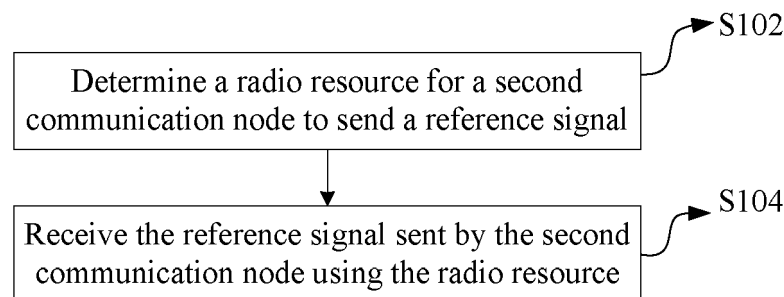 S102
Determine a radio resource for a second
communication node to send a reference signal
S104
Receive the reference signal sent by the second
communication node using the radio resource